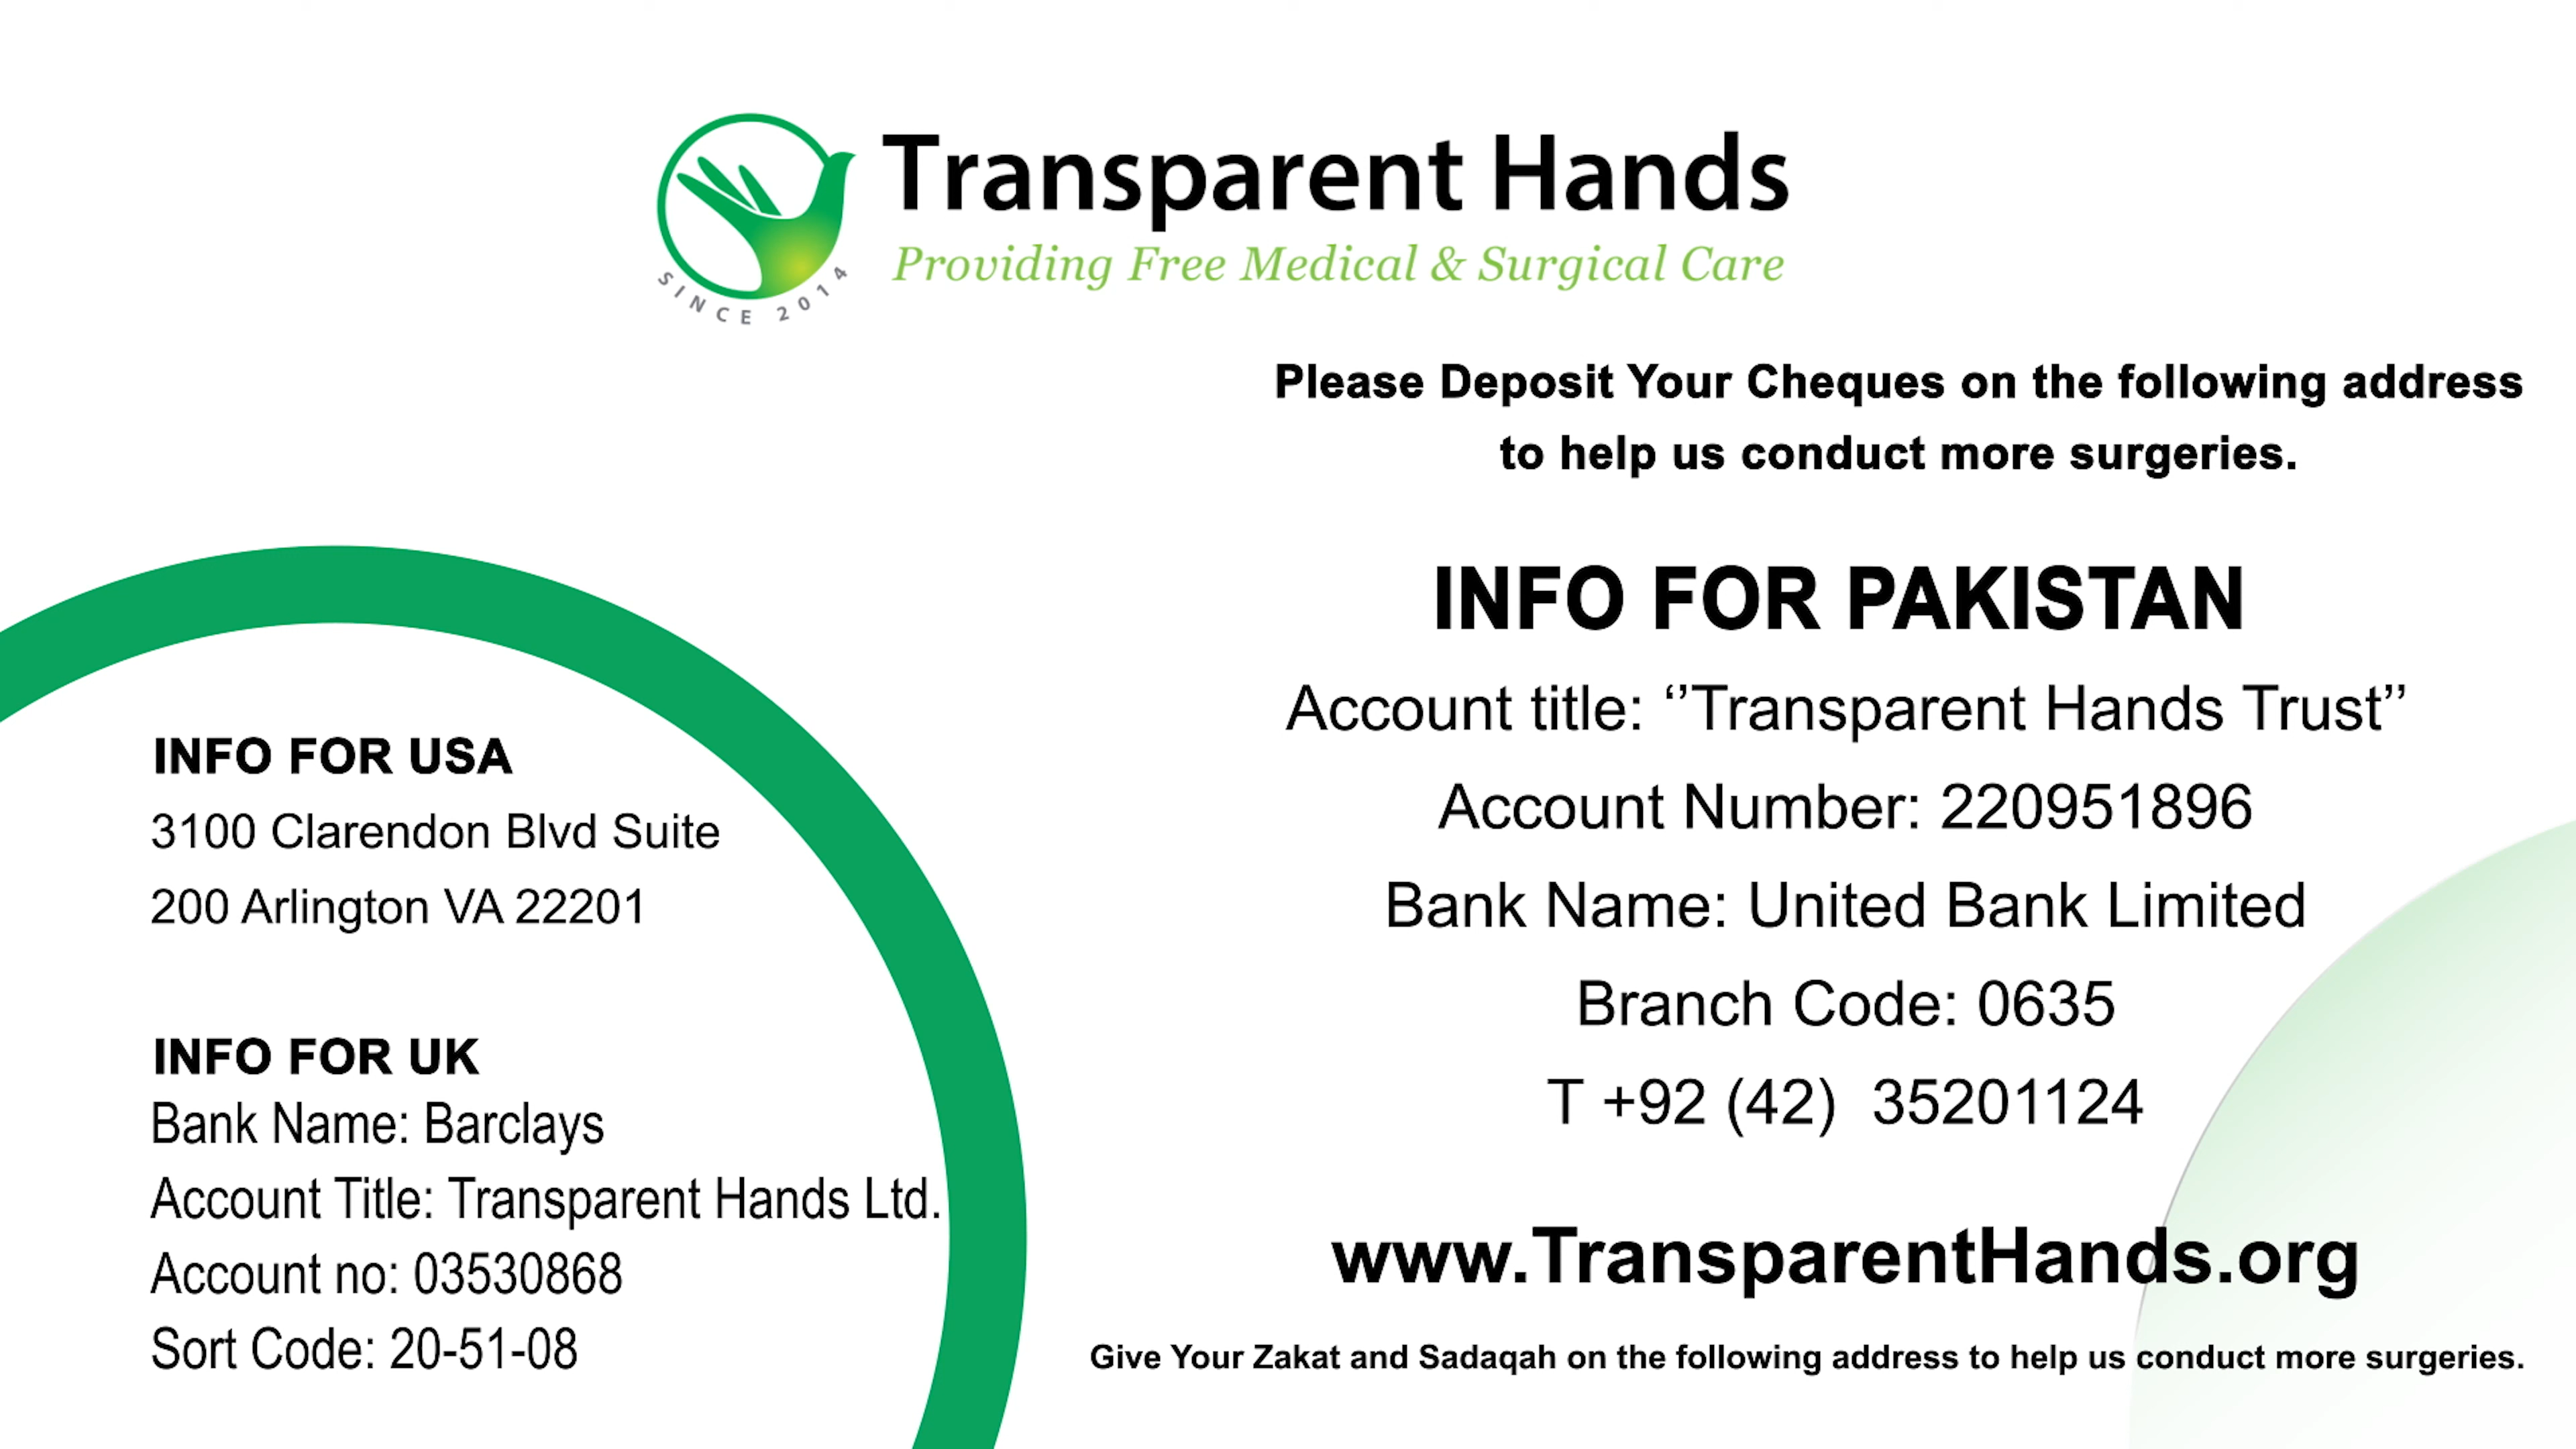 Transparent Hands
Providing Free Medical & Surgical Care
SINCE 2014
Please Deposit Your Cheques on the following address
to help us conduct more surgeries.
INFO FOR USA
3100 Clarendon Blvd Suite
200 Arlington VA 22201
INFO FOR UK
Bank Name: Barclays
Account Title: Transparent Hands Ltd.
Account no: 03530868
Sort Code: 20-51-08
INFO FOR PAKISTAN
Account title: ‘’Transparent Hands Trust’’
Account Number: 220951896
Bank Name: United Bank Limited
Branch Code: 0635
T +92 (42)  35201124
www.TransparentHands.org
Give Your Zakat and Sadaqah on the following address to help us conduct more surgeries.